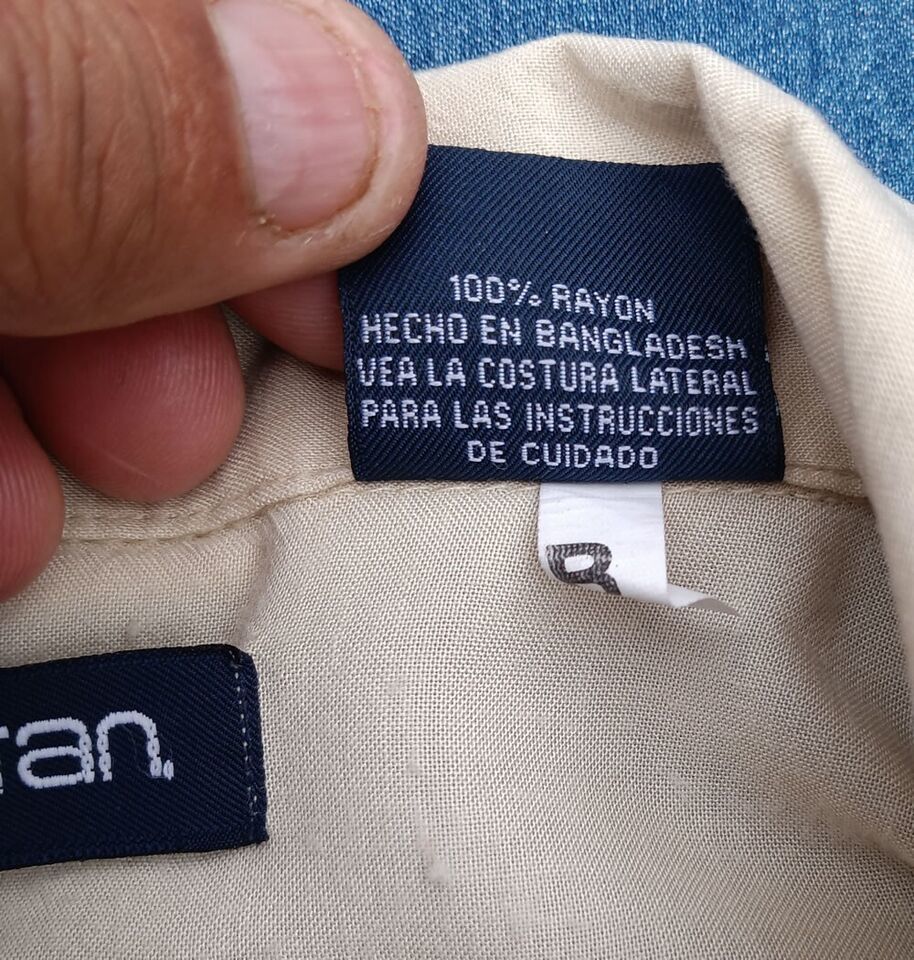 100% RAYON
HECHO EN BANGLADESH
VEA LA COSTURA LATERAL
PARA LAS INSTRUCCIONES
DE CUIDADO